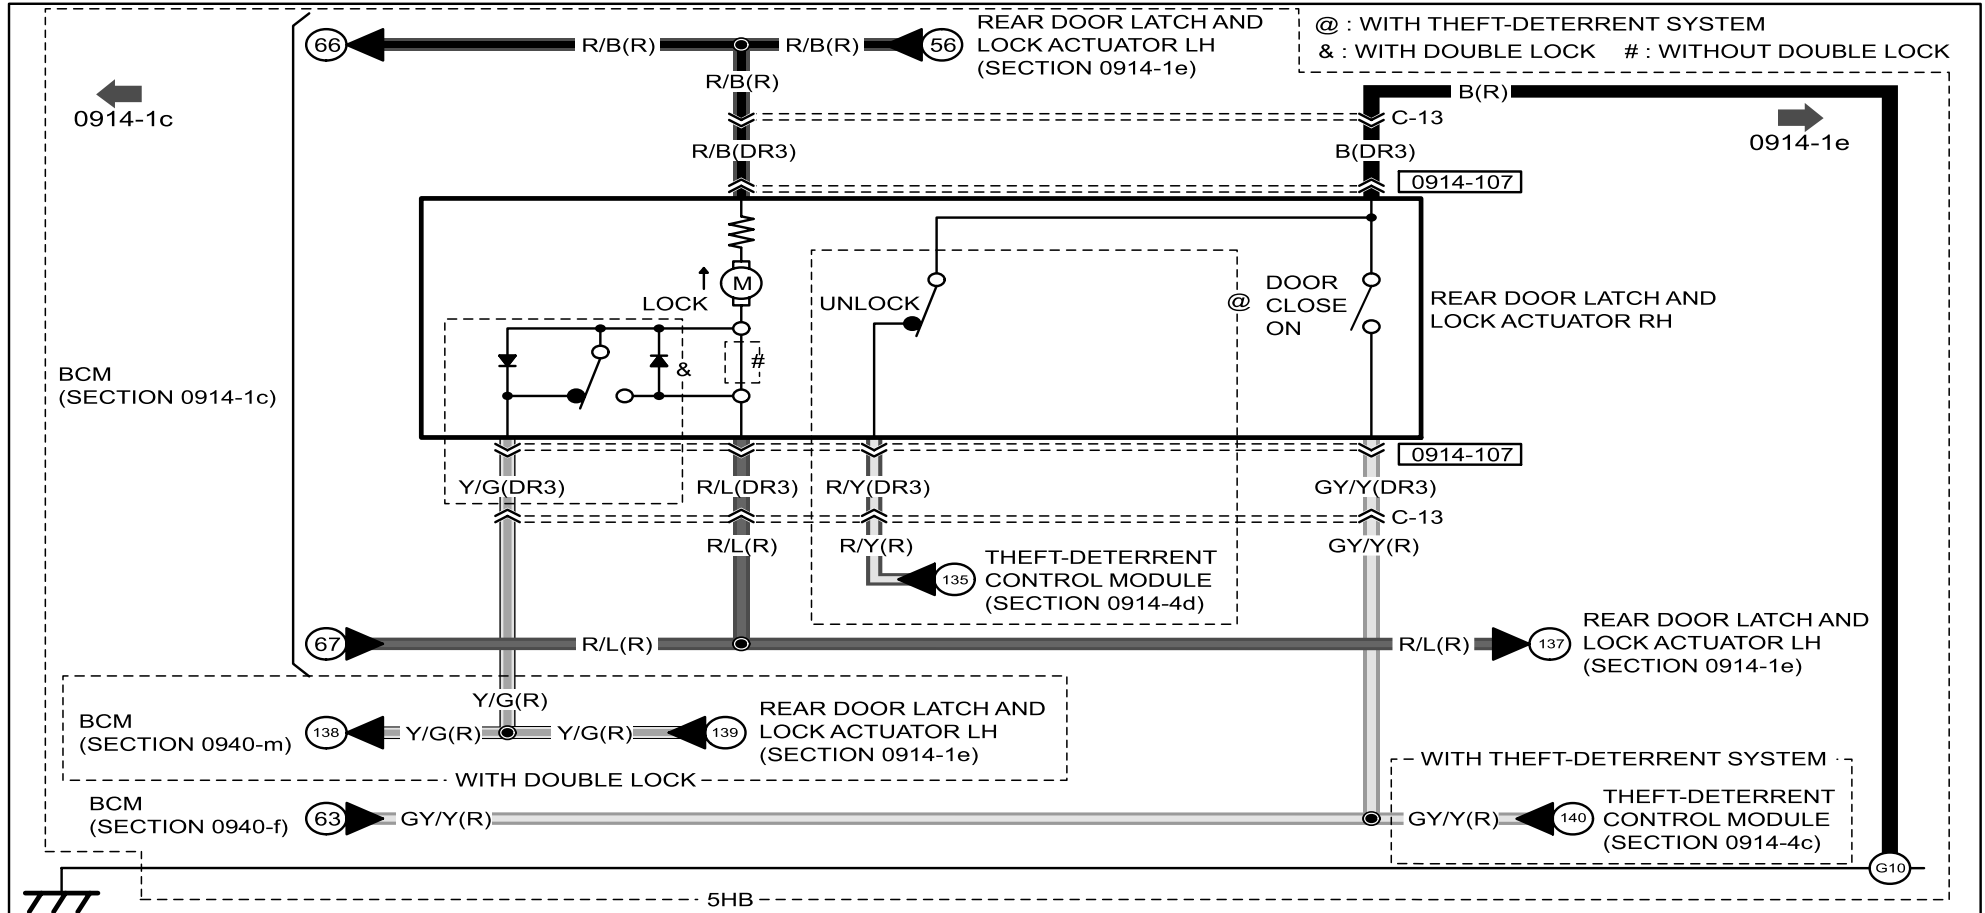 REAR DOOR LATCH AND
LOCK ACTUATOR LH
(SECTION 0914-1e)
@ : WITH THEFT-DETERRENT SYSTEM
& : WITH DOUBLE LOCK # : WITHOUT DOUBLE LOCK
66
R/B(R)
R/B(R)
56
R/B(R)
B(R)
0914-1c
C-13
0914-1e
R/B(DR3)
B(DR3)
0914-107
LOCK
M
UNLOCK
@
DOOR
CLOSE
ON
REAR DOOR LATCH AND
LOCK ACTUATOR RH
&
#
BCM
(SECTION 0914-1c)
0914-107
Y/G(DR3)
R/L(DR3)
R/Y(DR3)
GY/Y(DR3)
C-13
R/L(R)
R/Y(R)
GY/Y(R)
135
THEFT-DETERRENT
CONTROL MODULE
(SECTION 0914-4d)
67
R/L(R)
R/L(R)
137
REAR DOOR LATCH AND
LOCK ACTUATOR LH
(SECTION 0914-1e)
Y/G(R)
BCM
(SECTION 0940-m)
138
Y/G(R)
Y/G(R)
139
REAR DOOR LATCH AND
LOCK ACTUATOR LH
(SECTION 0914-1e)
WITH DOUBLE LOCK
WITH THEFT-DETERRENT SYSTEM
BCM
(SECTION 0940-f)
63
GY/Y(R)
GY/Y(R)
140
THEFT-DETERRENT
CONTROL MODULE
(SECTION 0914-4c)
G10
5HB